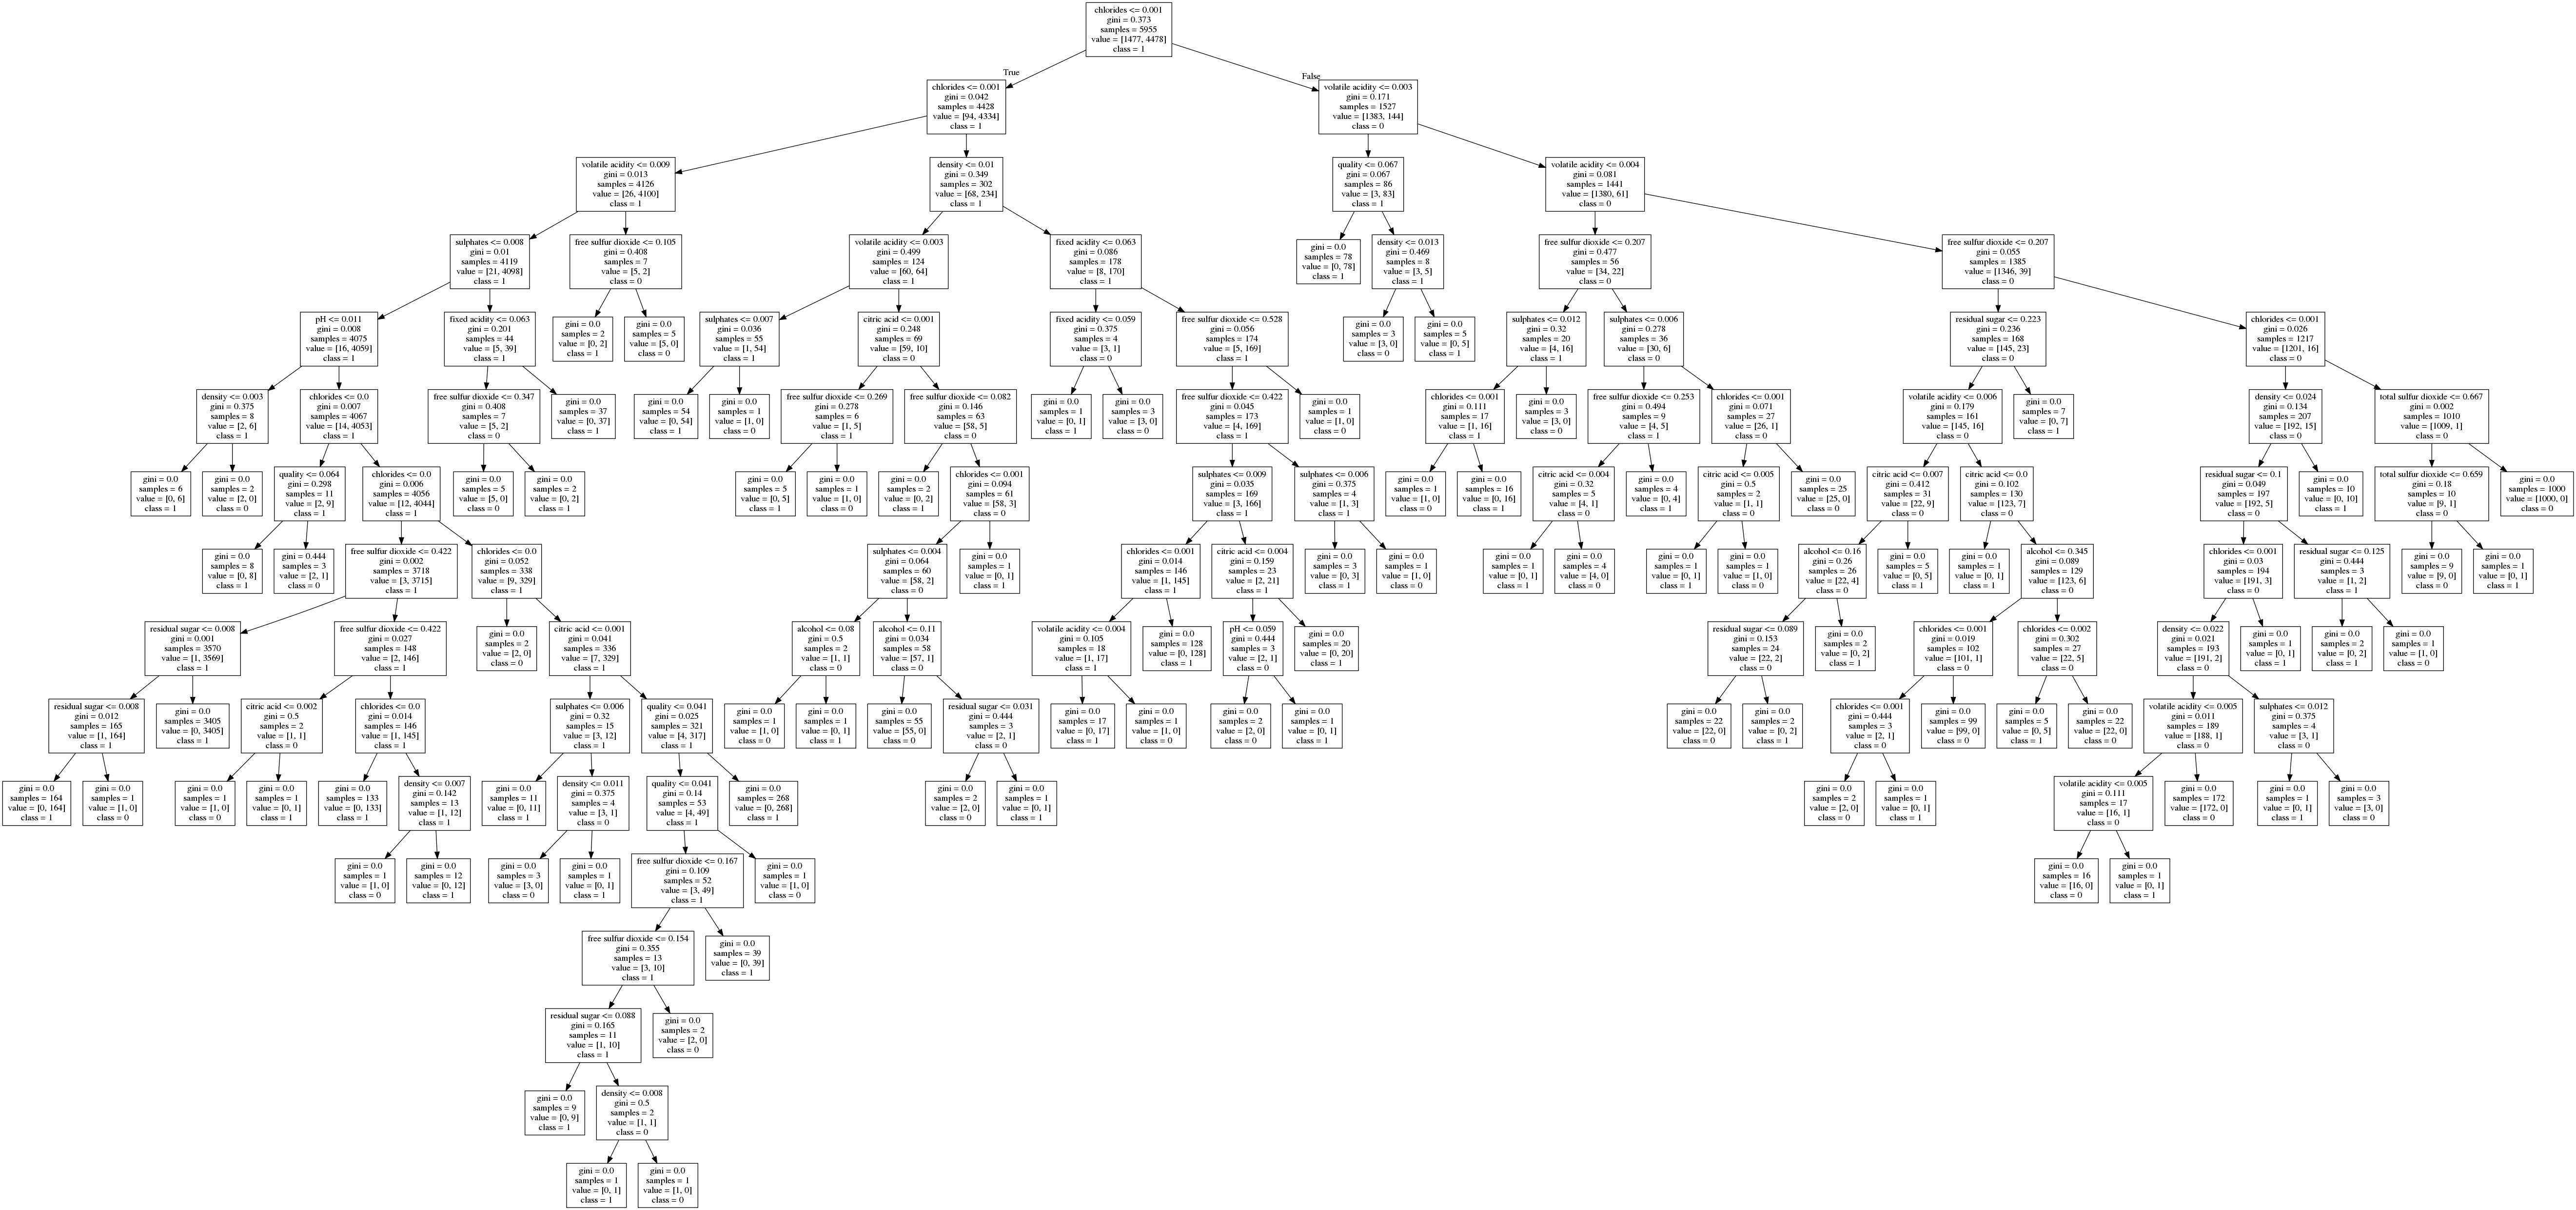 chlorides <= 0.001
gini = 0.373
samples = 5955
value = [1477, 4478]
class = 1
True
False
chlorides <= 0.001
gini = 0.042
samples = 4428
value = [94, 4334]
class = 1
volatile acidity <= 0.003
gini = 0.171
samples = 1527
value = [1383, 144]
class = 0
volatile acidity <= 0.009
gini = 0.013
samples = 4126
value = [26, 4100]
class = 1
density <= 0.01
gini = 0.349
samples = 302
value = [68, 234]
class = 1
quality <= 0.067
gini = 0.067
samples = 86
value = [3, 83]
class = 1
volatile acidity <= 0.004
gini = 0.081
samples = 1441
value = [1380, 61]
class = 0
sulphates <= 0.008
gini = 0.01
samples = 4119
value = [21, 4098]
class = 1
free sulfur dioxide <= 0.105
gini = 0.408
samples = 7
value = [5, 2]
class = 0
volatile acidity <= 0.003
gini = 0.499
samples = 124
value = [60, 64]
class = 1
fixed acidity <= 0.063
gini = 0.086
samples = 178
value = [8, 170]
class = 1
gini = 0.0
samples = 78
value = [0, 78]
class = 1
density <= 0.013
gini = 0.469
samples = 8
value = [3, 5]
class = 1
free sulfur dioxide <= 0.207
gini = 0.477
samples = 56
value = [34, 22]
class = 0
free sulfur dioxide <= 0.207
gini = 0.055
samples = 1385
value = [1346, 39]
class = 0
pH <= 0.011
gini = 0.008
samples = 4075
value = [16, 4059]
class = 1
fixed acidity <= 0.063
gini = 0.201
samples = 44
value = [5, 39]
class = 1
gini = 0.0
samples = 2
value = [0, 2]
class = 1
gini = 0.0
samples = 5
value = [5, 0]
class = 0
sulphates <= 0.007
gini = 0.036
samples = 55
value = [1, 54]
class = 1
citric acid <= 0.001
gini = 0.248
samples = 69
value = [59, 10]
class = 0
fixed acidity <= 0.059
gini = 0.375
samples = 4
value = [3, 1]
class = 0
free sulfur dioxide <= 0.528
gini = 0.056
samples = 174
value = [5, 169]
class = 1
gini = 0.0
samples = 3
value = [3, 0]
class = 0
gini = 0.0
samples = 5
value = [0, 5]
class = 1
sulphates <= 0.012
gini = 0.32
samples = 20
value = [4, 16]
class = 1
sulphates <= 0.006
gini = 0.278
samples = 36
value = [30, 6]
class = 0
residual sugar <= 0.223
gini = 0.236
samples = 168
value = [145, 23]
class = 0
chlorides <= 0.001
gini = 0.026
samples = 1217
value = [1201, 16]
class = 0
density <= 0.003
gini = 0.375
samples = 8
value = [2, 6]
class = 1
chlorides <= 0.0
gini = 0.007
samples = 4067
value = [14, 4053]
class = 1
free sulfur dioxide <= 0.347
gini = 0.408
samples = 7
value = [5, 2]
class = 0
gini = 0.0
samples = 37
value = [0, 37]
class = 1
gini = 0.0
samples = 54
value = [0, 54]
class = 1
gini = 0.0
samples = 1
value = [1, 0]
class = 0
free sulfur dioxide <= 0.269
gini = 0.278
samples = 6
value = [1, 5]
class = 1
free sulfur dioxide <= 0.082
gini = 0.146
samples = 63
value = [58, 5]
class = 0
gini = 0.0
samples = 1
value = [0, 1]
class = 1
gini = 0.0
samples = 3
value = [3, 0]
class = 0
free sulfur dioxide <= 0.422
gini = 0.045
samples = 173
value = [4, 169]
class = 1
gini = 0.0
samples = 1
value = [1, 0]
class = 0
chlorides <= 0.001
gini = 0.111
samples = 17
value = [1, 16]
class = 1
gini = 0.0
samples = 3
value = [3, 0]
class = 0
free sulfur dioxide <= 0.253
gini = 0.494
samples = 9
value = [4, 5]
class = 1
chlorides <= 0.001
gini = 0.071
samples = 27
value = [26, 1]
class = 0
volatile acidity <= 0.006
gini = 0.179
samples = 161
value = [145, 16]
class = 0
gini = 0.0
samples = 7
value = [0, 7]
class = 1
density <= 0.024
gini = 0.134
samples = 207
value = [192, 15]
class = 0
total sulfur dioxide <= 0.667
gini = 0.002
samples = 1010
value = [1009, 1]
class = 0
gini = 0.0
samples = 6
value = [0, 6]
class = 1
gini = 0.0
samples = 2
value = [2, 0]
class = 0
quality <= 0.064
gini = 0.298
samples = 11
value = [2, 9]
class = 1
chlorides <= 0.0
gini = 0.006
samples = 4056
value = [12, 4044]
class = 1
gini = 0.0
samples = 5
value = [5, 0]
class = 0
gini = 0.0
samples = 2
value = [0, 2]
class = 1
gini = 0.0
samples = 5
value = [0, 5]
class = 1
gini = 0.0
samples = 1
value = [1, 0]
class = 0
gini = 0.0
samples = 2
value = [0, 2]
class = 1
chlorides <= 0.001
gini = 0.094
samples = 61
value = [58, 3]
class = 0
sulphates <= 0.009
gini = 0.035
samples = 169
value = [3, 166]
class = 1
sulphates <= 0.006
gini = 0.375
samples = 4
value = [1, 3]
class = 1
gini = 0.0
samples = 1
value = [1, 0]
class = 0
gini = 0.0
samples = 16
value = [0, 16]
class = 1
citric acid <= 0.004
gini = 0.32
samples = 5
value = [4, 1]
class = 0
gini = 0.0
samples = 4
value = [0, 4]
class = 1
citric acid <= 0.005
gini = 0.5
samples = 2
value = [1, 1]
class = 0
gini = 0.0
samples = 25
value = [25, 0]
class = 0
citric acid <= 0.007
gini = 0.412
samples = 31
value = [22, 9]
class = 0
citric acid <= 0.0
gini = 0.102
samples = 130
value = [123, 7]
class = 0
residual sugar <= 0.1
gini = 0.049
samples = 197
value = [192, 5]
class = 0
gini = 0.0
samples = 10
value = [0, 10]
class = 1
total sulfur dioxide <= 0.659
gini = 0.18
samples = 10
value = [9, 1]
class = 0
gini = 0.0
samples = 1000
value = [1000, 0]
class = 0
gini = 0.0
samples = 8
value = [0, 8]
class = 1
gini = 0.444
samples = 3
value = [2, 1]
class = 0
free sulfur dioxide <= 0.422
gini = 0.002
samples = 3718
value = [3, 3715]
class = 1
chlorides <= 0.0
gini = 0.052
samples = 338
value = [9, 329]
class = 1
sulphates <= 0.004
gini = 0.064
samples = 60
value = [58, 2]
class = 0
gini = 0.0
samples = 1
value = [0, 1]
class = 1
chlorides <= 0.001
gini = 0.014
samples = 146
value = [1, 145]
class = 1
citric acid <= 0.004
gini = 0.159
samples = 23
value = [2, 21]
class = 1
gini = 0.0
samples = 3
value = [0, 3]
class = 1
gini = 0.0
samples = 1
value = [1, 0]
class = 0
gini = 0.0
samples = 1
value = [0, 1]
class = 1
gini = 0.0
samples = 4
value = [4, 0]
class = 0
gini = 0.0
samples = 1
value = [0, 1]
class = 1
gini = 0.0
samples = 1
value = [1, 0]
class = 0
alcohol <= 0.16
gini = 0.26
samples = 26
value = [22, 4]
class = 0
gini = 0.0
samples = 5
value = [0, 5]
class = 1
gini = 0.0
samples = 1
value = [0, 1]
class = 1
alcohol <= 0.345
gini = 0.089
samples = 129
value = [123, 6]
class = 0
chlorides <= 0.001
gini = 0.03
samples = 194
value = [191, 3]
class = 0
residual sugar <= 0.125
gini = 0.444
samples = 3
value = [1, 2]
class = 1
gini = 0.0
samples = 9
value = [9, 0]
class = 0
gini = 0.0
samples = 1
value = [0, 1]
class = 1
residual sugar <= 0.008
gini = 0.001
samples = 3570
value = [1, 3569]
class = 1
free sulfur dioxide <= 0.422
gini = 0.027
samples = 148
value = [2, 146]
class = 1
gini = 0.0
samples = 2
value = [2, 0]
class = 0
citric acid <= 0.001
gini = 0.041
samples = 336
value = [7, 329]
class = 1
alcohol <= 0.08
gini = 0.5
samples = 2
value = [1, 1]
class = 0
alcohol <= 0.11
gini = 0.034
samples = 58
value = [57, 1]
class = 0
volatile acidity <= 0.004
gini = 0.105
samples = 18
value = [1, 17]
class = 1
gini = 0.0
samples = 128
value = [0, 128]
class = 1
pH <= 0.059
gini = 0.444
samples = 3
value = [2, 1]
class = 0
gini = 0.0
samples = 20
value = [0, 20]
class = 1
residual sugar <= 0.089
gini = 0.153
samples = 24
value = [22, 2]
class = 0
gini = 0.0
samples = 2
value = [0, 2]
class = 1
chlorides <= 0.001
gini = 0.019
samples = 102
value = [101, 1]
class = 0
chlorides <= 0.002
gini = 0.302
samples = 27
value = [22, 5]
class = 0
density <= 0.022
gini = 0.021
samples = 193
value = [191, 2]
class = 0
gini = 0.0
samples = 1
value = [0, 1]
class = 1
gini = 0.0
samples = 2
value = [0, 2]
class = 1
gini = 0.0
samples = 1
value = [1, 0]
class = 0
residual sugar <= 0.008
gini = 0.012
samples = 165
value = [1, 164]
class = 1
gini = 0.0
samples = 3405
value = [0, 3405]
class = 1
citric acid <= 0.002
gini = 0.5
samples = 2
value = [1, 1]
class = 0
chlorides <= 0.0
gini = 0.014
samples = 146
value = [1, 145]
class = 1
sulphates <= 0.006
gini = 0.32
samples = 15
value = [3, 12]
class = 1
quality <= 0.041
gini = 0.025
samples = 321
value = [4, 317]
class = 1
gini = 0.0
samples = 1
value = [1, 0]
class = 0
gini = 0.0
samples = 1
value = [0, 1]
class = 1
gini = 0.0
samples = 55
value = [55, 0]
class = 0
residual sugar <= 0.031
gini = 0.444
samples = 3
value = [2, 1]
class = 0
gini = 0.0
samples = 17
value = [0, 17]
class = 1
gini = 0.0
samples = 1
value = [1, 0]
class = 0
gini = 0.0
samples = 2
value = [2, 0]
class = 0
gini = 0.0
samples = 1
value = [0, 1]
class = 1
gini = 0.0
samples = 22
value = [22, 0]
class = 0
gini = 0.0
samples = 2
value = [0, 2]
class = 1
chlorides <= 0.001
gini = 0.444
samples = 3
value = [2, 1]
class = 0
gini = 0.0
samples = 99
value = [99, 0]
class = 0
gini = 0.0
samples = 5
value = [0, 5]
class = 1
gini = 0.0
samples = 22
value = [22, 0]
class = 0
volatile acidity <= 0.005
gini = 0.011
samples = 189
value = [188, 1]
class = 0
sulphates <= 0.012
gini = 0.375
samples = 4
value = [3, 1]
class = 0
gini = 0.0
samples = 164
value = [0, 164]
class = 1
gini = 0.0
samples = 1
value = [1, 0]
class = 0
gini = 0.0
samples = 1
value = [1, 0]
class = 0
gini = 0.0
samples = 1
value = [0, 1]
class = 1
gini = 0.0
samples = 133
value = [0, 133]
class = 1
density <= 0.007
gini = 0.142
samples = 13
value = [1, 12]
class = 1
gini = 0.0
samples = 11
value = [0, 11]
class = 1
density <= 0.011
gini = 0.375
samples = 4
value = [3, 1]
class = 0
quality <= 0.041
gini = 0.14
samples = 53
value = [4, 49]
class = 1
gini = 0.0
samples = 268
value = [0, 268]
class = 1
gini = 0.0
samples = 2
value = [2, 0]
class = 0
gini = 0.0
samples = 1
value = [0, 1]
class = 1
gini = 0.0
samples = 2
value = [2, 0]
class = 0
gini = 0.0
samples = 1
value = [0, 1]
class = 1
volatile acidity <= 0.005
gini = 0.111
samples = 17
value = [16, 1]
class = 0
gini = 0.0
samples = 172
value = [172, 0]
class = 0
gini = 0.0
samples = 1
value = [0, 1]
class = 1
gini = 0.0
samples = 3
value = [3, 0]
class = 0
gini = 0.0
samples = 1
value = [1, 0]
class = 0
gini = 0.0
samples = 12
value = [0, 12]
class = 1
gini = 0.0
samples = 3
value = [3, 0]
class = 0
gini = 0.0
samples = 1
value = [0, 1]
class = 1
free sulfur dioxide <= 0.167
gini = 0.109
samples = 52
value = [3, 49]
class = 1
gini = 0.0
samples = 1
value = [1, 0]
class = 0
gini = 0.0
samples = 16
value = [16, 0]
class = 0
gini = 0.0
samples = 1
value = [0, 1]
class = 1
free sulfur dioxide <= 0.154
gini = 0.355
samples = 13
value = [3, 10]
class = 1
gini = 0.0
samples = 39
value = [0, 39]
class = 1
residual sugar <= 0.088
gini = 0.165
samples = 11
value = [1, 10]
class = 1
gini = 0.0
samples = 2
value = [2, 0]
class = 0
gini = 0.0
samples = 9
value = [0, 9]
class = 1
density <= 0.008
gini = 0.5
samples = 2
value = [1, 1]
class = 0
gini = 0.0
samples = 1
value = [0, 1]
class = 1
gini = 0.0
samples = 1
value = [1, 0]
class = 0